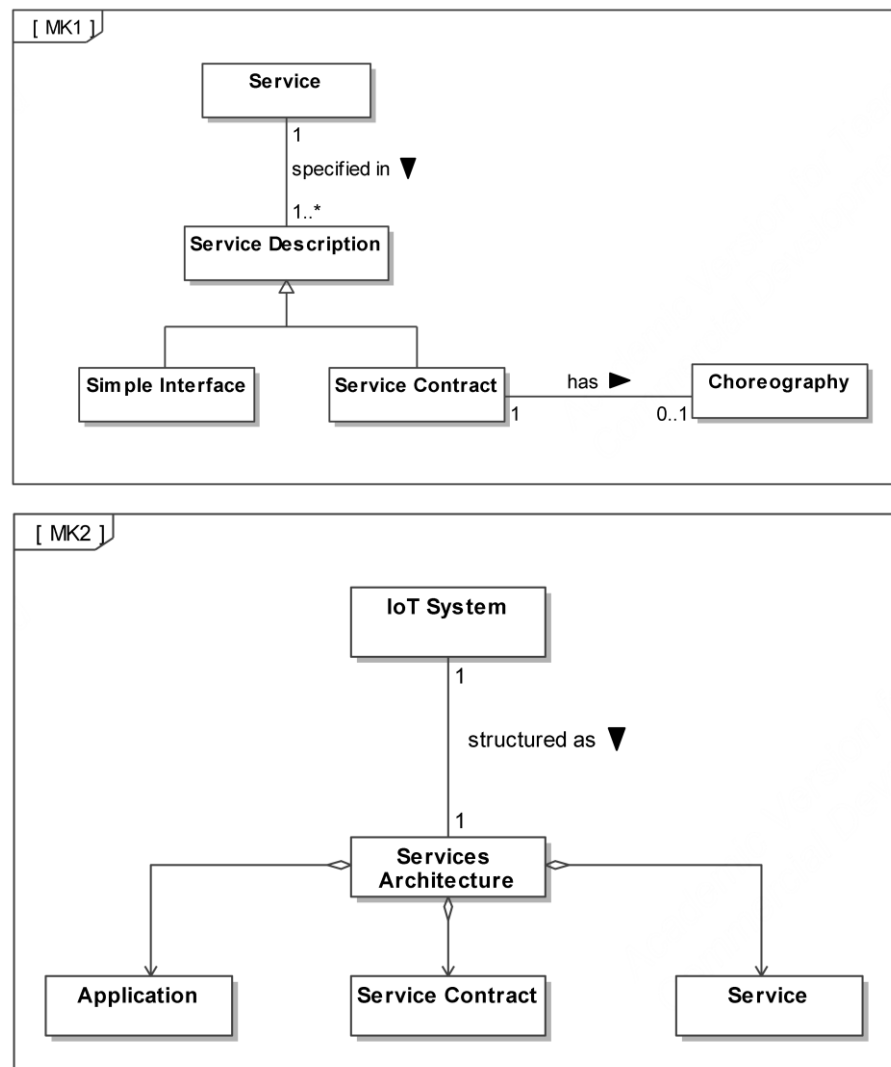 [ MK1 ]
Service
1
specified in
1..*
Service Description
Simple Interface
Service Contract
has
1
0..1
Choreography
[ MK2 ]
IoT System
1
structured as
1
Services
Architecture
Application
Service Contract
Service